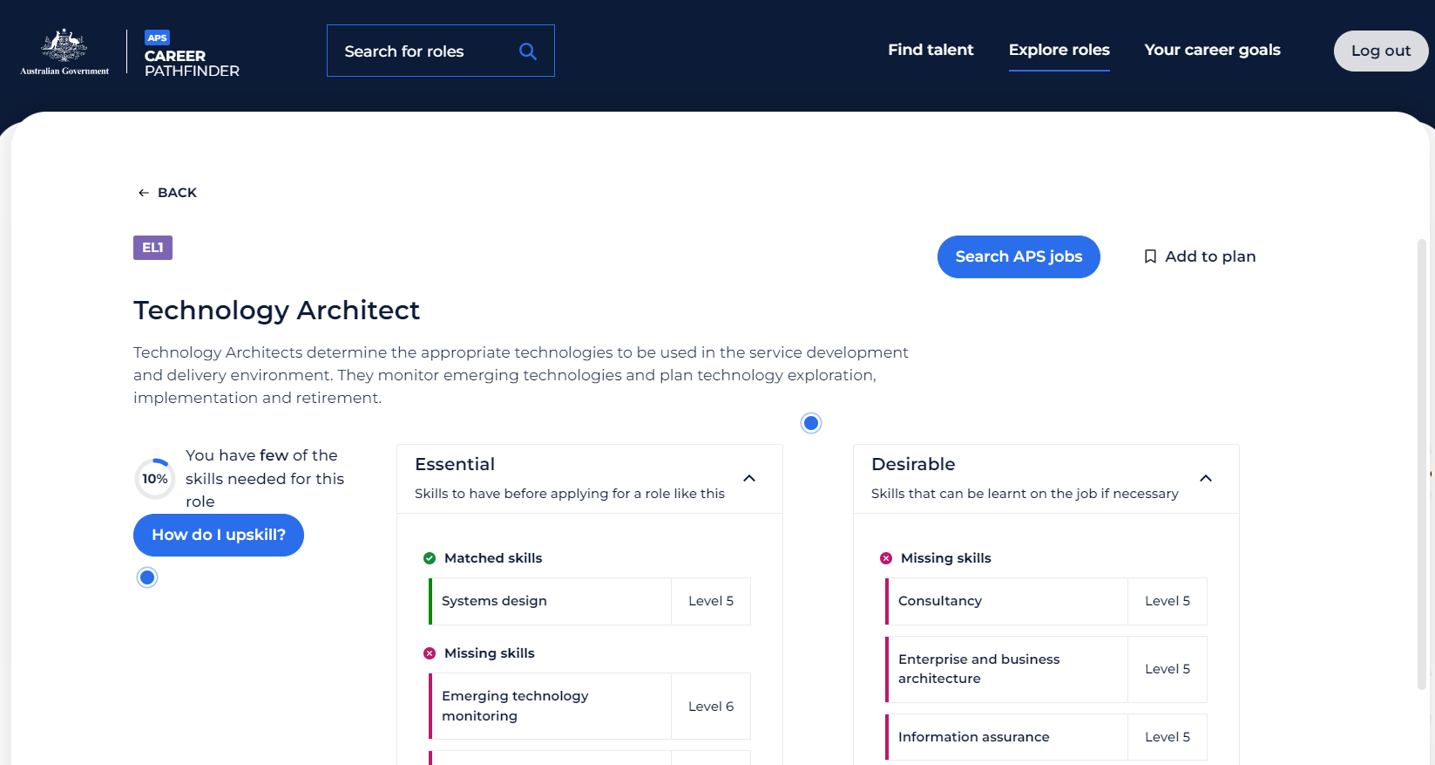 Australian Government
APS
CAREER
PATHFINDER
Search for roles
Find talent
Explore roles
Your career goals
Log out
← BACK
EL1
Search APS jobs
Add to plan
Technology Architect
Technology Architects determine the appropriate technologies to be used in the service development
and delivery environment. They monitor emerging technologies and plan technology exploration,
implementation and retirement.
10%
You have few of the
skills needed for this
role
How do I upskill?
Essential
Skills to have before applying for a role like this
Matched skills
Systems design
Level 5
Missing skills
Emerging technology
monitoring
Level 6
Desirable
Skills that can be learnt on the job if necessary
Missing skills
Consultancy
Level 5
Enterprise and business
architecture
Level 5
Information assurance
Level 5